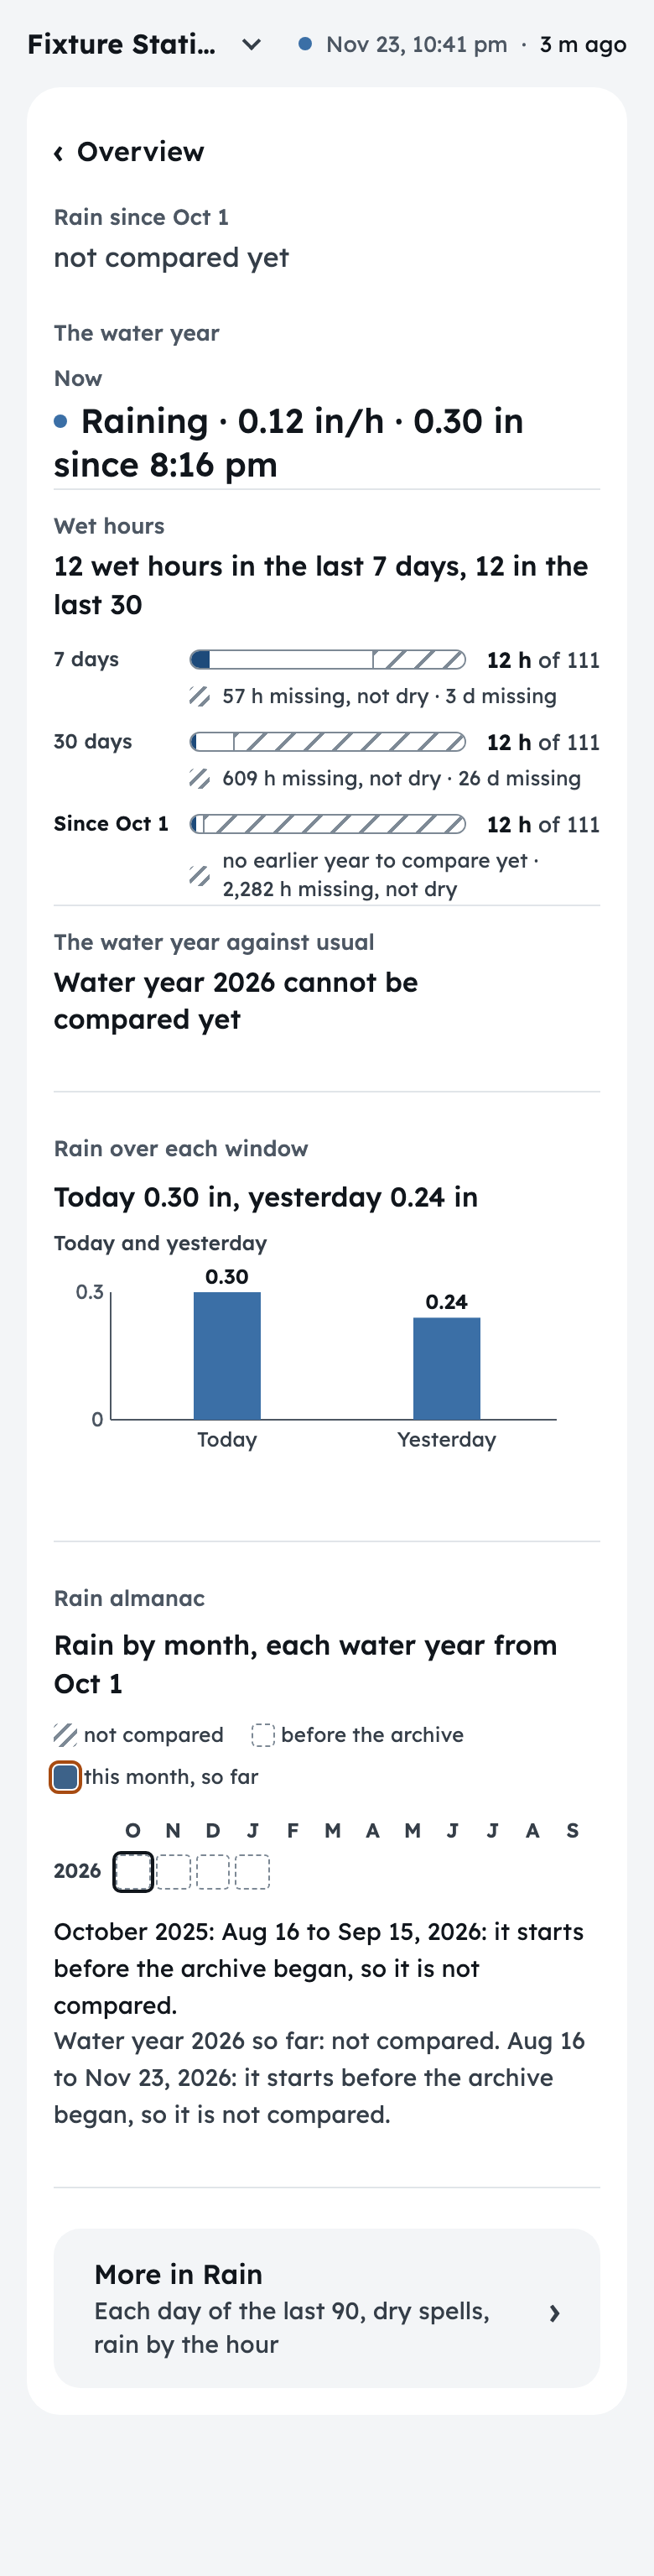 Fixture Stati...
Nov 23, 10:41 pm · 3 m ago
‹ Overview
Rain since Oct 1
not compared yet
The water year
Now
Raining · 0.12 in/h · 0.30 in
since 8:16 pm
Wet hours
12 wet hours in the last 7 days, 12 in the
last 30
7 days 12 h of 111
57 h missing, not dry · 3 d missing
30 days 12 h of 111
609 h missing, not dry · 26 d missing
Since Oct 1 12 h of 111
no earlier year to compare yet ·
2,282 h missing, not dry
The water year against usual
Water year 2026 cannot be
compared yet
Rain over each window
Today 0.30 in, yesterday 0.24 in
Today and yesterday
0.30
0.3
0.24
0
Today Yesterday
Rain almanac
Rain by month, each water year from
Oct 1
not compared before the archive
this month, so far
O N D J F M A M J J A S
2026
October 2025: Aug 16 to Sep 15, 2026: it starts
before the archive began, so it is not
compared.
Water year 2026 so far: not compared. Aug 16
to Nov 23, 2026: it starts before the archive
began, so it is not compared.
More in Rain
Each day of the last 90, dry spells,
rain by the hour
›